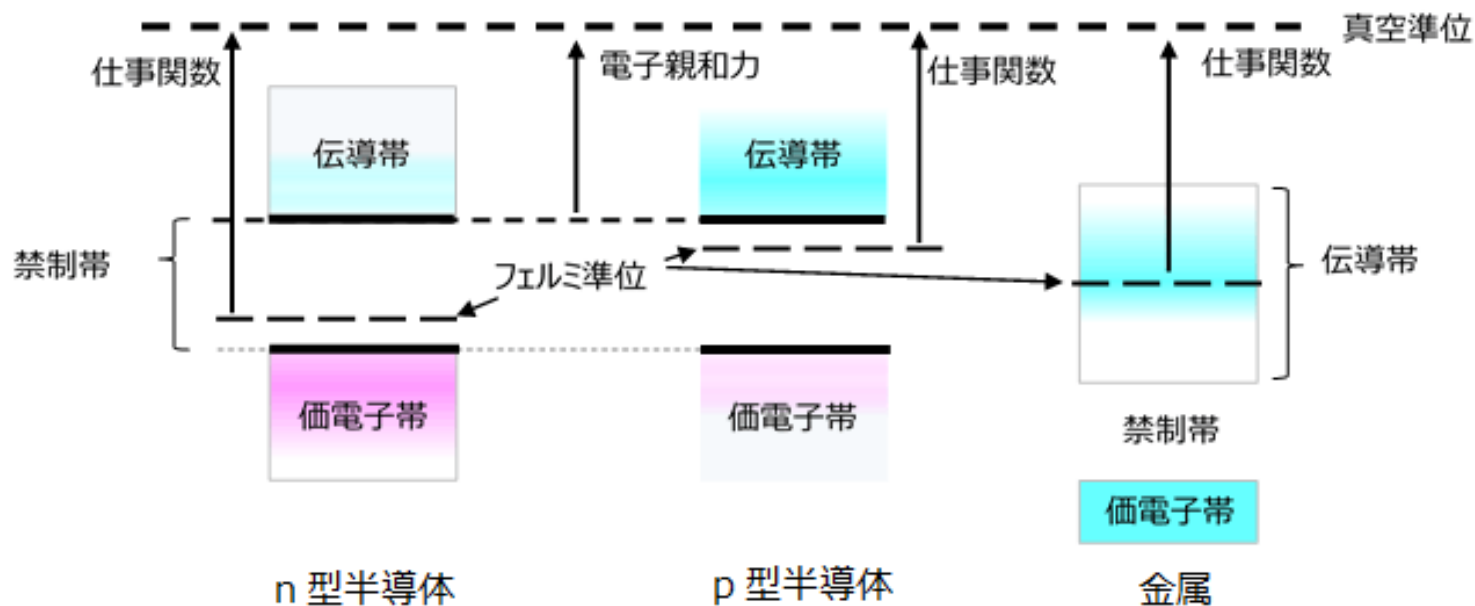 真空準位
仕事関数
電子親和力
仕事関数
仕事関数
伝導帯
伝導帯
禁制帯
フェルミ準位
伝導帯
価電子帯
価電子帯
禁制帯
価電子帯
n 型半導体
p 型半導体
金属